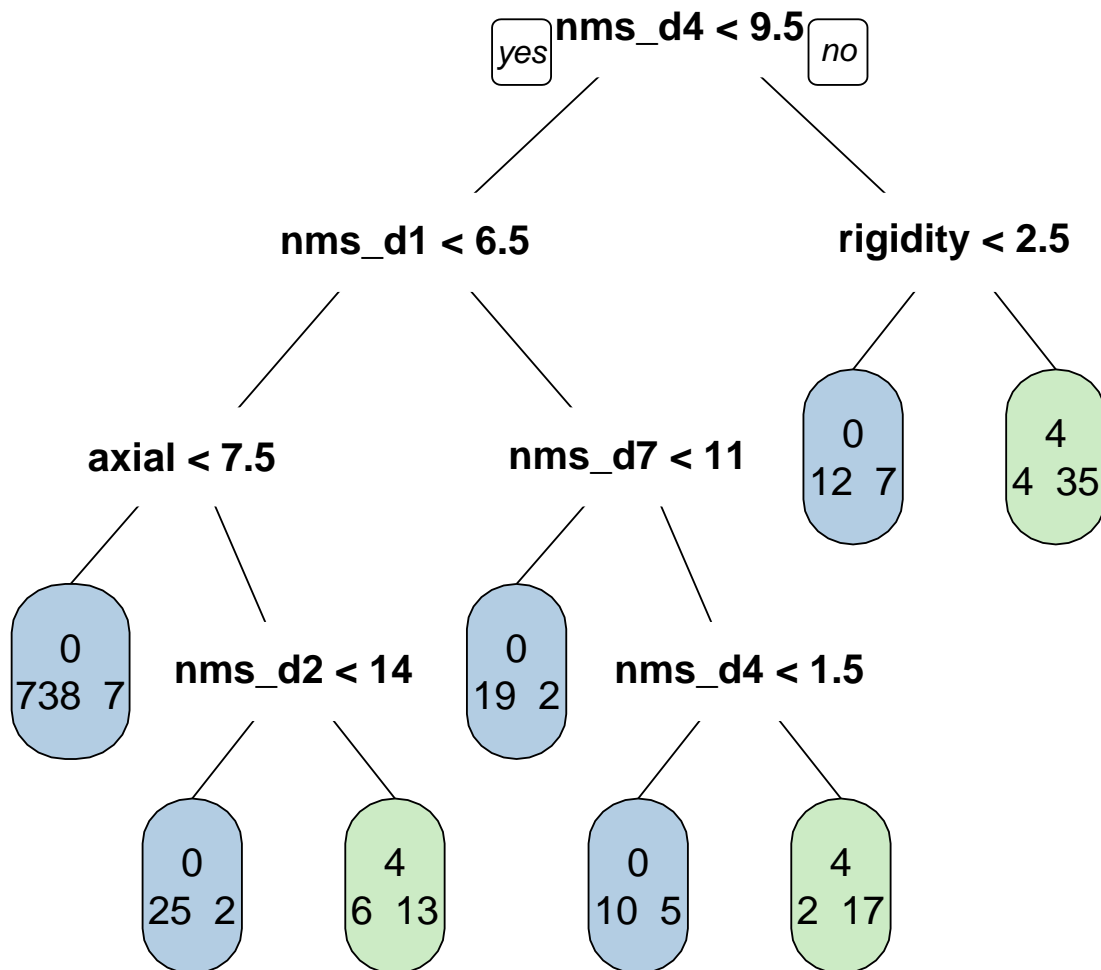 nms_d4 < 9.5
yes
no
nms_d1 < 6.5
rigidity < 2.5
axial < 7.5
nms_d7 < 11
0
12 7
4
4 35
0
738 7
nms_d2 < 14
0
19 2
nms_d4 < 1.5
0
25 2
4
6 13
0
10 5
4
2 17